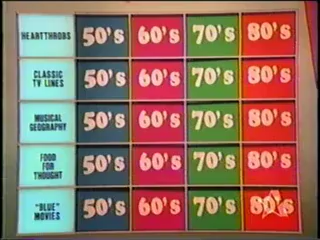 HEARTTHROBS 50's 60's 70's 80's
CLASSIC
TV LINES
50's 60's 70's 80's
MUSICAL
GEOGRAPHY
50's 60's 70's 80's
FOOD
FOR
THOUGHT
50's 60's 70's 80's
"BLUE"
MOVIES
50's 60's 70's 80's